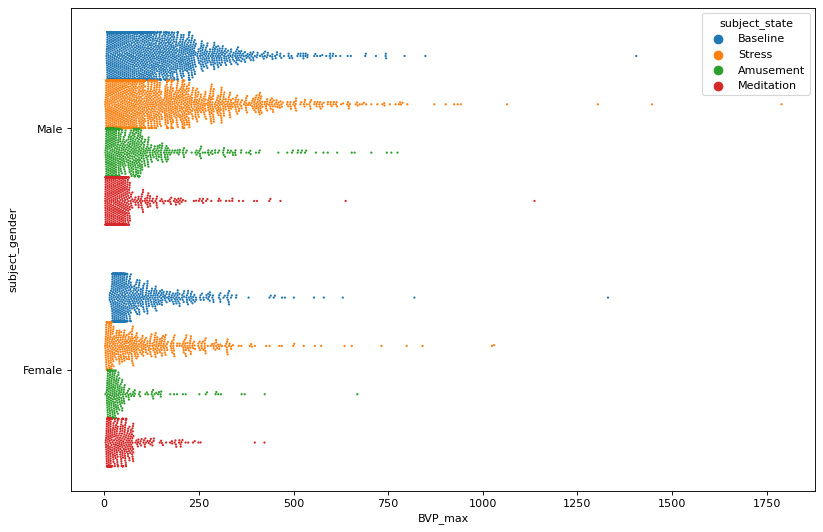 subject_state
Baseline
Stress
Amusement
Meditation
Male
Female
subject_gender
0 250 500 750 1000 1250 1500 1750
BVP_max